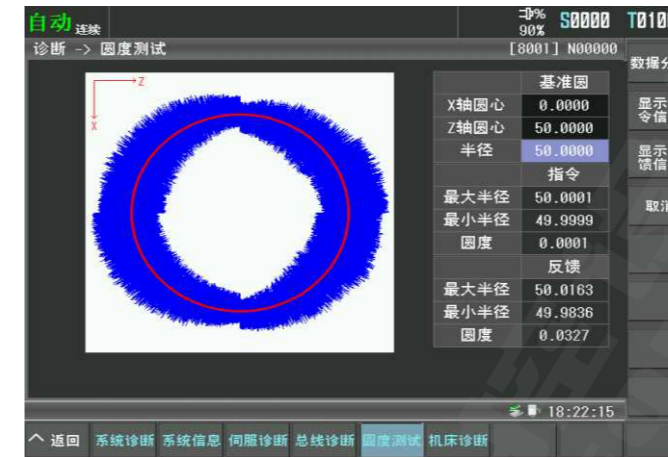 自动 连续 90% S0000 T0100
诊断 -> 圆度测试 [8001] N00000
Z
X
基准圆
X轴圆心 0.0000
Z轴圆心 50.0000
半径 50.0000
指令
最大半径 50.0001
最小半径 49.9999
圆度 0.0001
反馈
最大半径 50.0163
最小半径 49.9836
圆度 0.0327
数据
显示
令信
显示
馈信
取
18:22:15
返回 系统诊断 系统信息 伺服诊断 总线诊断 圆度测试 机床诊断